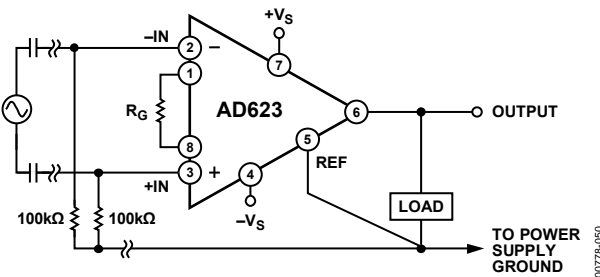 +VS
–IN
2
–
7
1
RG
AD623
6
OUTPUT
8
5
REF
3
+
4
+IN
LOAD
100kΩ
100kΩ
–VS
TO POWER
SUPPLY
GROUND
00778-050